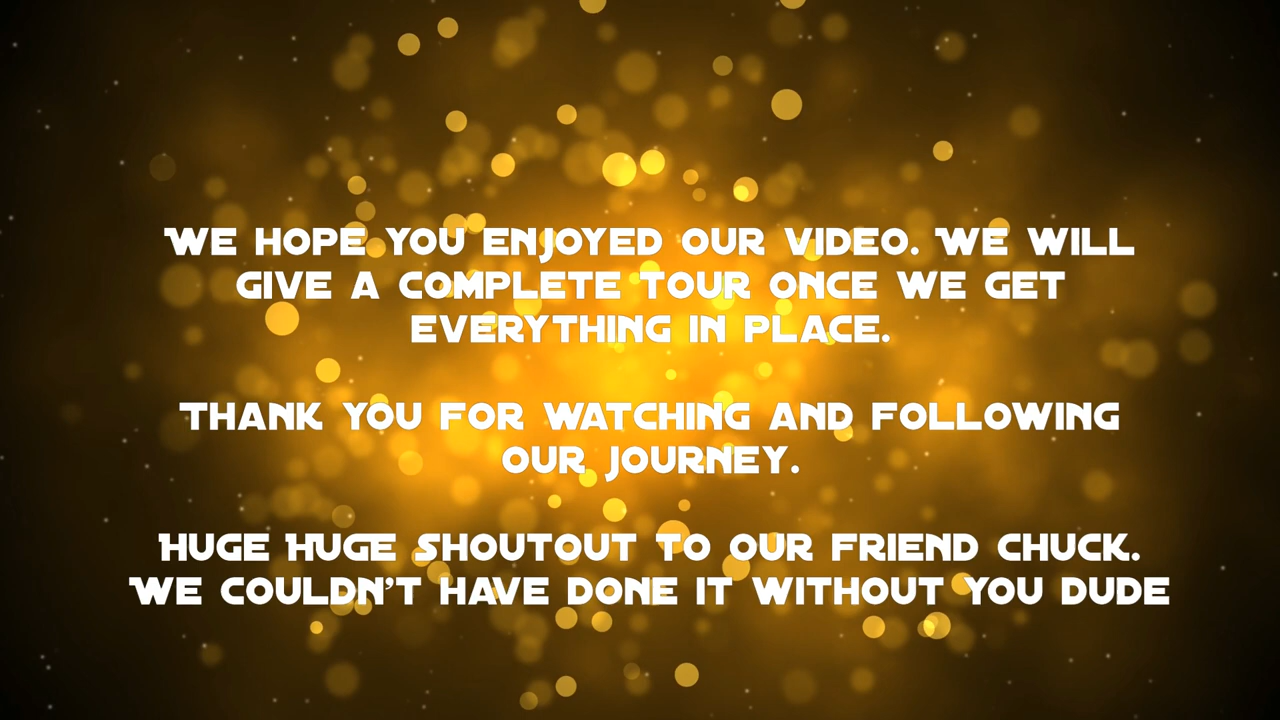 We hope you enjoyed our video. We will
give a complete tour once we get
everything in place.
Thank you for watching and following
our journey.
Huge Huge Shoutout to our friend Chuck.
We couldn't have done it without you dude